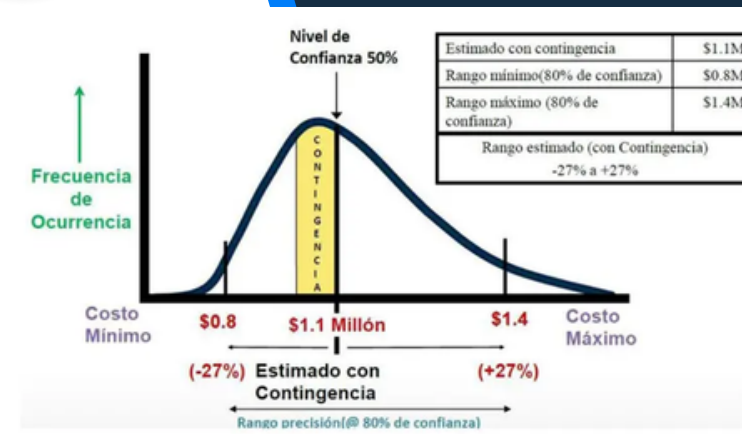 Nivel de
Confianza 50%
Estimado con contingencia $1.1M
Rango mínimo(80% de confianza) $0.8M
Rango máximo (80% de $1.4M
confianza)
Rango estimado (con Contingencia)
-27% a +27%
Frecuencia
de
Ocurrencia
CONTINGENCIA
Costo
Mínimo
$0.8
$1.1 Millón
$1.4
Costo
Máximo
(-27%)
Estimado con
Contingencia
(+27%)
Rango precisión(@ 80% de confianza)